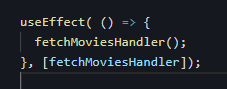 useEffect( () => {
  fetchMoviesHandler();
}, [fetchMoviesHandler]);